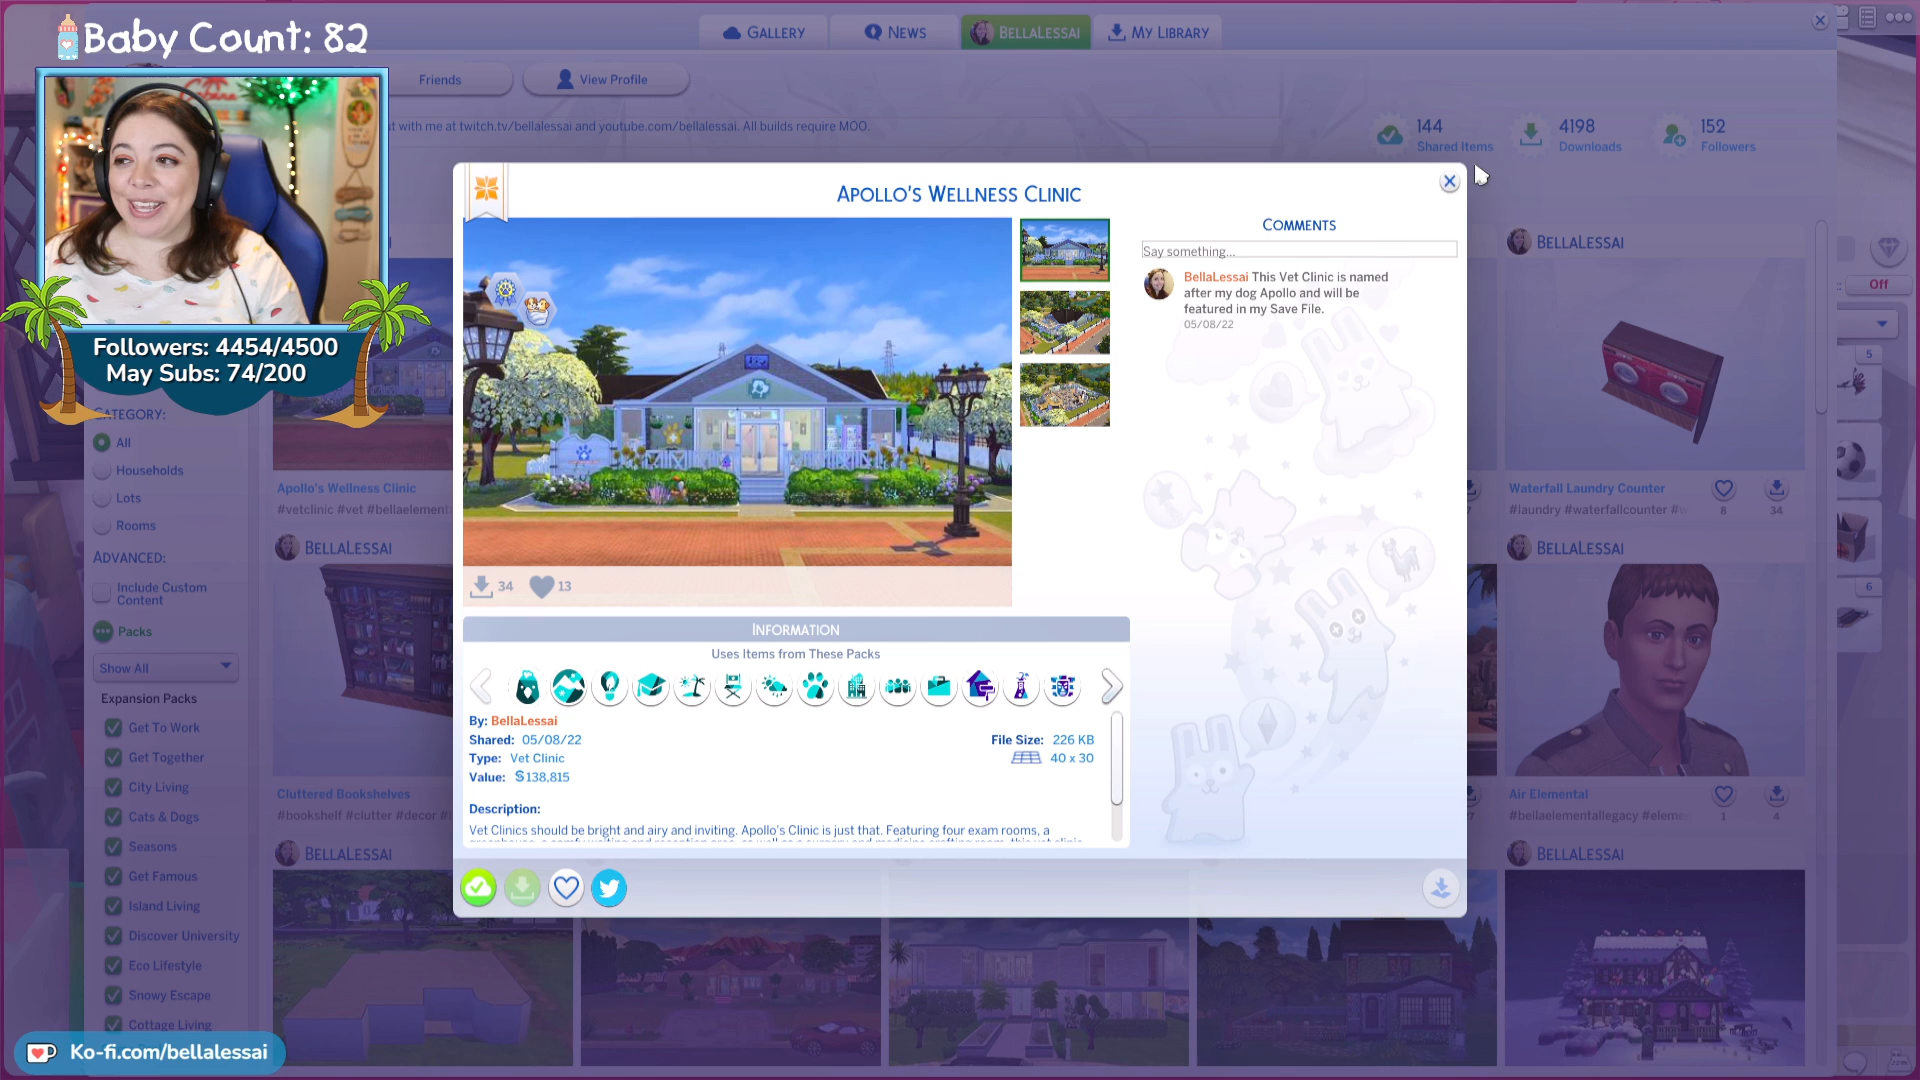 Baby Count: 82
GALLERY
NEWS
BELLALESSAI
MY LIBRARY
Friends
View Profile
at with me at twitch.tv/bellalessai and youtube.com/bellalessai. All builds require MOO.
144
Shared Items
4198
Downloads
152
Followers
APOLLO'S WELLNESS CLINIC
COMMENTS
Say something...
BellaLessai This Vet Clinic is named
after my dog Apollo and will be
featured in my Save File.
05/08/22
BELLALESSAI
Off
5
6
Followers: 4454/4500
May Subs: 74/200
CATEGORY:
All
Households
Lots
Rooms
ADVANCED:
Include Custom
Content
Packs
Show All
Expansion Packs
Get To Work
Get Together
City Living
Cats & Dogs
Seasons
Get Famous
Island Living
Discover University
Eco Lifestyle
Snowy Escape
Cottage Living
Apollo's Wellness Clinic
#vetclinic #vet #bellaelement
BELLALESSAI
Cluttered Bookshelves
#bookshelf #clutter #decor #
BELLALESSAI
34
13
INFORMATION
Uses Items from These Packs
By: BellaLessai
Shared: 05/08/22
Type: Vet Clinic
Value: §138,815
File Size: 226 KB
40 x 30
Description:
Vet Clinics should be bright and airy and inviting. Apollo's Clinic is just that. Featuring four exam rooms, a
Waterfall Laundry Counter
#laundry #waterfallcounter #w
8
34
BELLALESSAI
Air Elemental
#bellaelementallegacy #eleme
1
4
BELLALESSAI
Ko-fi.com/bellalessai